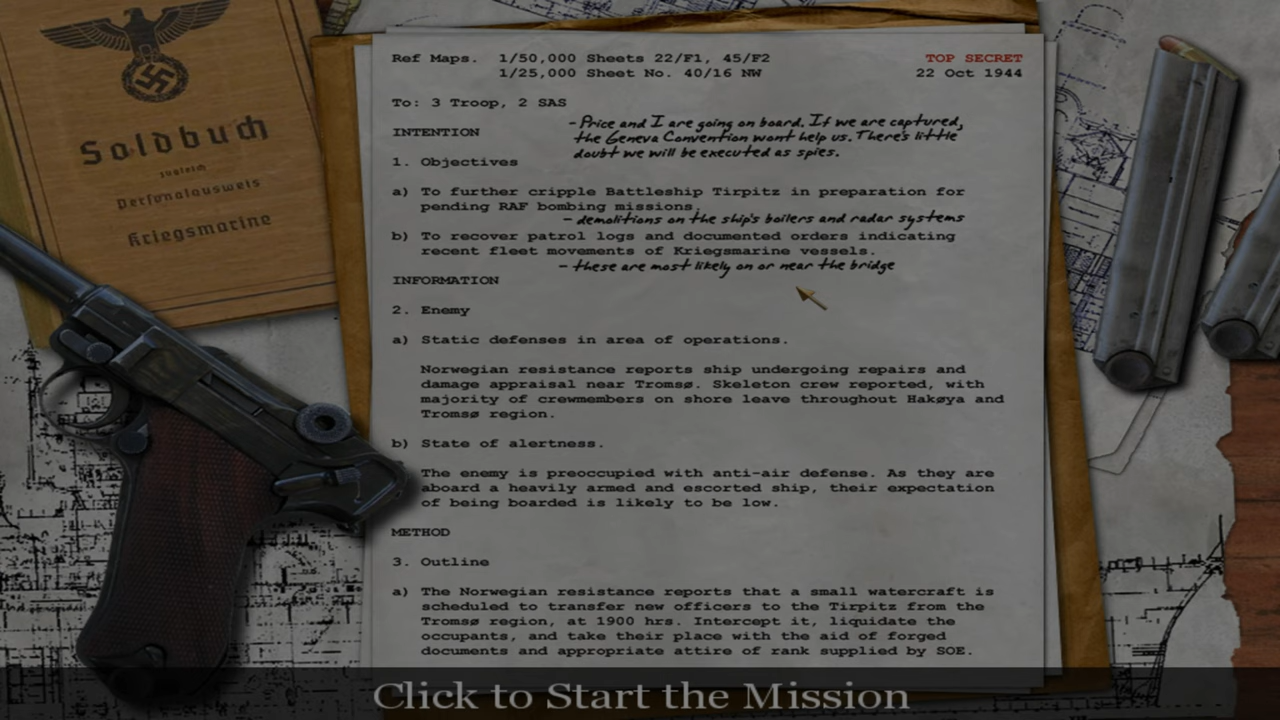 Soldbuch
zugleich
Personalausweis
Kriegsmarine
Ref Maps. 1/50,000 Sheets 22/F1, 45/F2
TOP SECRET
1/25,000 Sheet No. 40/16 NW
22 Oct 1944
To: 3 Troop, 2 SAS
- Price and I are going on board. If we are captured,
the Geneva Convention wont help us. There's little
doubt we will be executed as spies.
INTENTION
1. Objectives
a) To further cripple Battleship Tirpitz in preparation for
pending RAF bombing missions.
- demolitions on the ship's boilers and radar systems
b) To recover patrol logs and documented orders indicating
recent fleet movements of Kriegsmarine vessels.
- these are most likely on or near the bridge
INFORMATION
2. Enemy
a) Static defenses in area of operations.
Norwegian resistance reports ship undergoing repairs and
damage appraisal near Tromsø. Skeleton crew reported, with
majority of crewmembers on shore leave throughout Hakøya and
Tromsø region.
b) State of alertness.
The enemy is preoccupied with anti-air defense. As they are
aboard a heavily armed and escorted ship, their expectation
of being boarded is likely to be low.
METHOD
3. Outline
a) The Norwegian resistance reports that a small watercraft is
scheduled to transfer new officers to the Tirpitz from the
Tromsø region, at 1900 hrs. Intercept it, liquidate the
occupants, and take their place with the aid of forged
documents and appropriate attire of rank supplied by SOE.
Click to Start the Mission